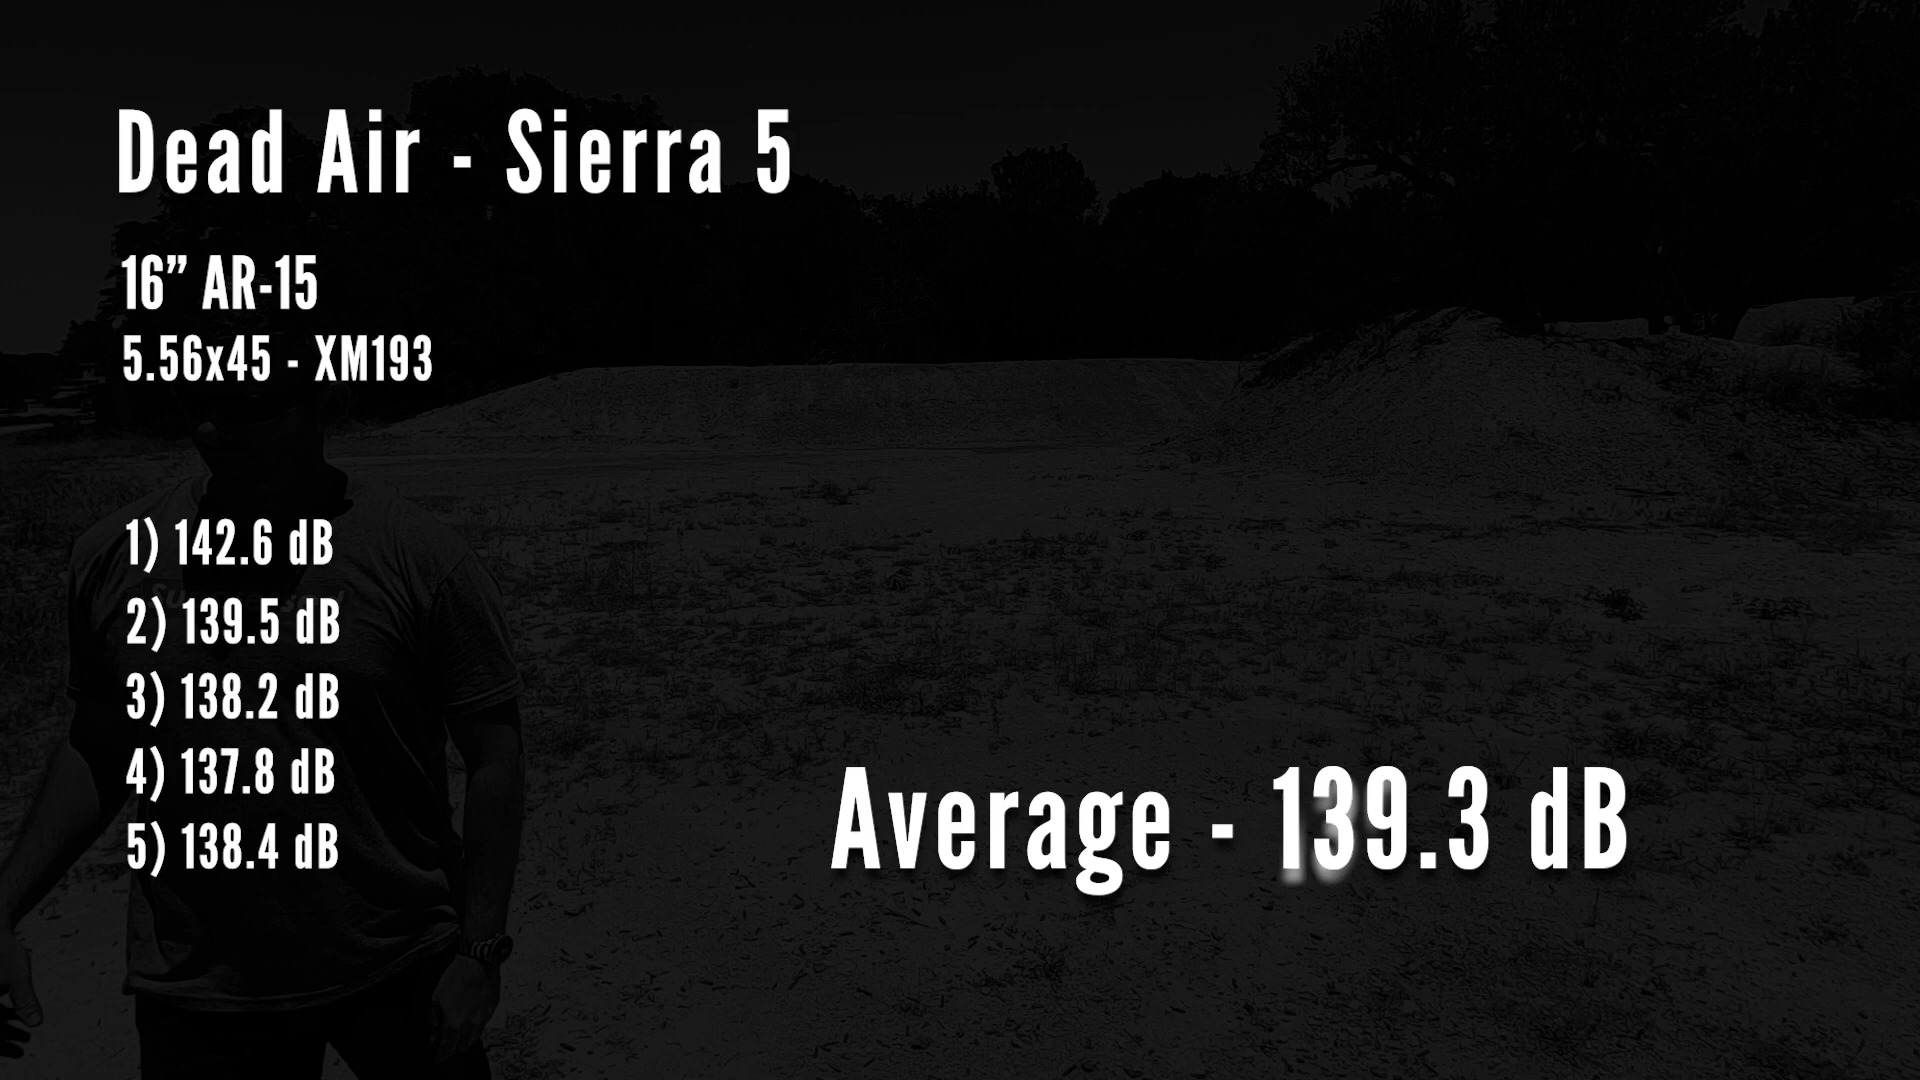 Dead Air - Sierra 5
16” AR-15
5.56x45 - XM193
1) 142.6 dB
2) 139.5 dB
3) 138.2 dB
4) 137.8 dB
5) 138.4 dB
Average - 139.3 dB